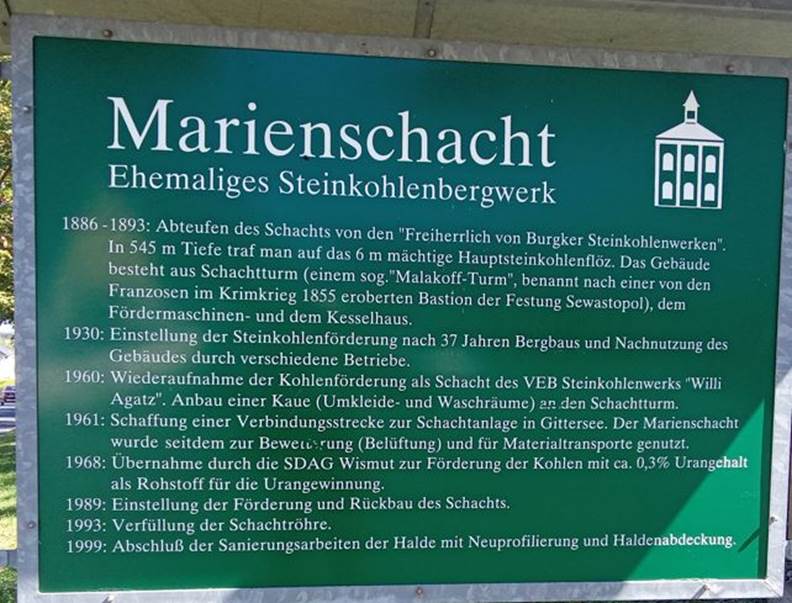 Marienschacht
Ehemaliges Steinkohlenbergwerk
1886 -1893: Abteufen des Schachts von den "Freiherrlich von Burgker Steinkohlenwerken".
In 545 m Tiefe traf man auf das 6 m mächtige Hauptsteinkohlenflöz. Das Gebäude
besteht aus Schachtturm (einem sog."Malakoff-Turm", benannt nach einer von den
Franzosen im Krimkrieg 1855 eroberten Bastion der Festung Sewastopol), dem
Fördermaschinen- und dem Kesselhaus.
1930: Einstellung der Steinkohlenförderung nach 37 Jahren Bergbaus und Nachnutzung des
Gebäudes durch verschiedene Betriebe.
1960: Wiederaufnahme der Kohlenförderung als Schacht des VEB Steinkohlenwerks "Willi
Agatz". Anbau einer Kaue (Umkleide- und Waschräume) an den Schachtturm.
1961: Schaffung einer Verbindungsstrecke zur Schachtanlage in Gittersee. Der Marienschacht
wurde seitdem zur Bewetterung (Belüftung) und für Materialtransporte genutzt.
1968: Übernahme durch die SDAG Wismut zur Förderung der Kohlen mit ca. 0,3% Urangehalt
als Rohstoff für die Urangewinnung.
1989: Einstellung der Förderung und Rückbau des Schachts.
1993: Verfüllung der Schachtröhre.
1999: Abschluß der Sanierungsarbeiten der Halde mit Neuprofilierung und Haldenabdeckung.